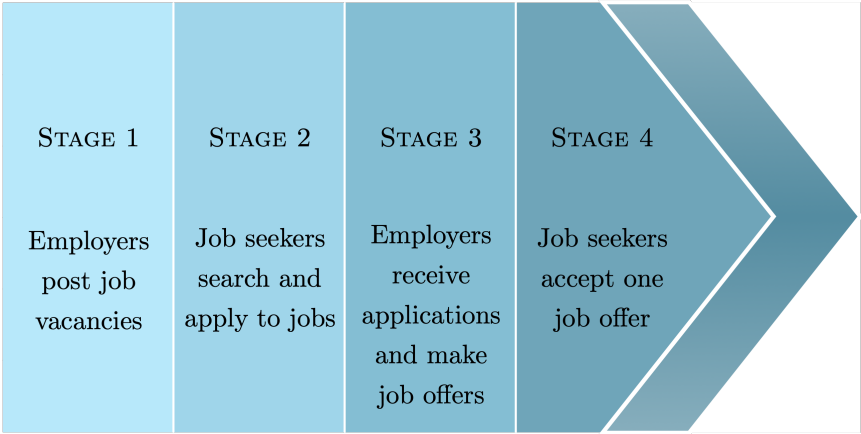 Stage 1
Employers
post job
vacancies
Stage 2
Job seekers
search and
apply to jobs
Stage 3
Employers
receive
applications
and make
job offers
Stage 4
Job seekers
accept one
job offer